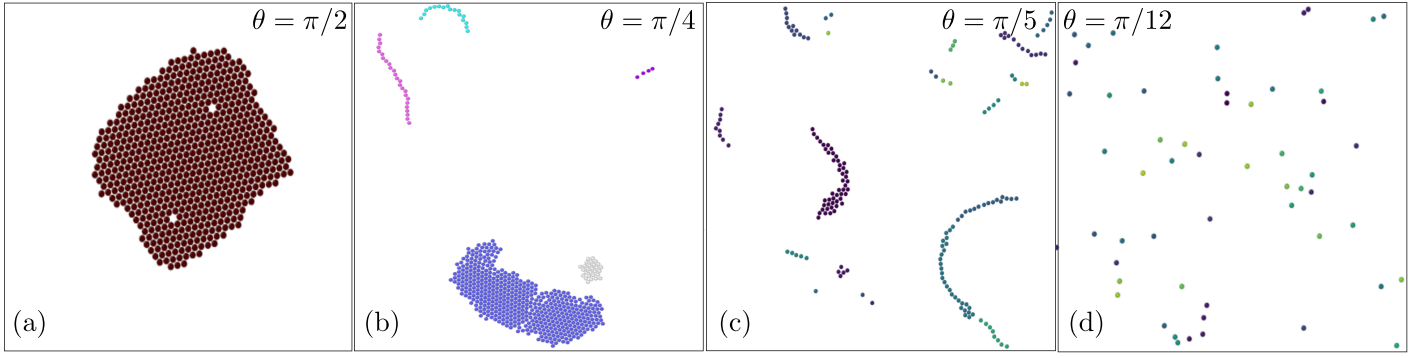 θ = π/2
θ = π/4
θ = π/5
θ = π/12
(a)
(b)
(c)
(d)